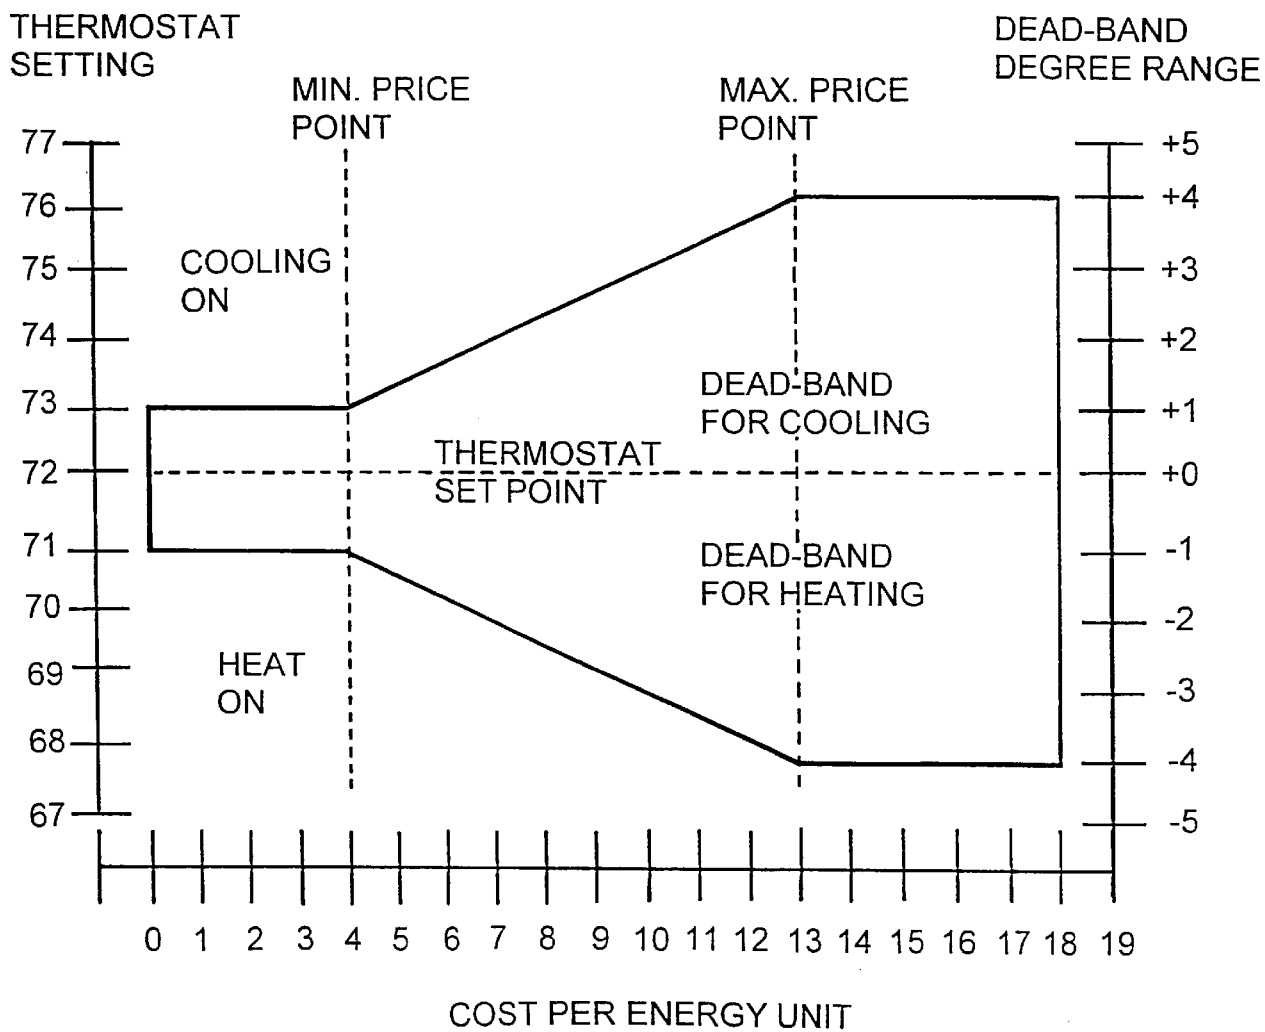 THERMOSTAT
SETTING
DEAD-BAND
DEGREE RANGE
MIN. PRICE
POINT
MAX. PRICE
POINT
77
76
75
74
73
72
71
70
69
68
67
+5
+4
+3
+2
+1
+0
-1
-2
-3
-4
-5
COOLING
ON
DEAD-BAND
FOR COOLING
THERMOSTAT
SET POINT
DEAD-BAND
FOR HEATING
HEAT
ON
0 1 2 3 4 5 6 7 8 9 10 11 12 13 14 15 16 17 18 19
COST PER ENERGY UNIT